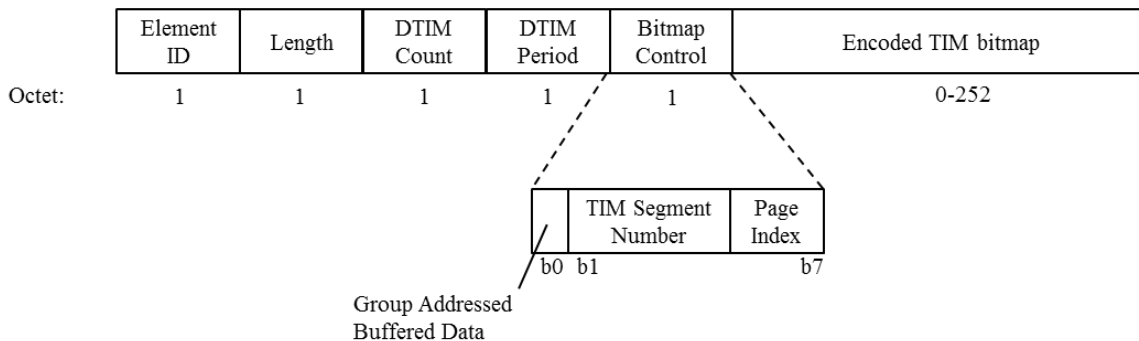 Element
ID
Length
DTIM
Count
DTIM
Period
Bitmap
Control
Encoded TIM bitmap
Octet:
1
1
1
1
1
0-252
TIM Segment
Number
Page
Index
b0
b1
b7
Group Addressed
Buffered Data